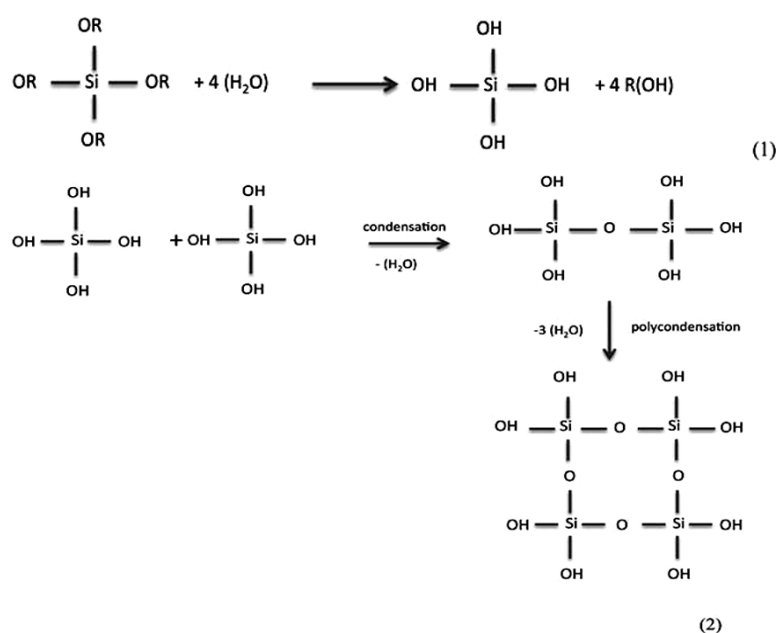 OR OH
OR Si OR + 4 (H₂O) OH Si OH + 4 R(OH)
OR OH
(1)
OH OH OH OH
OH Si OH + OH Si OH condensation OH Si O Si OH
- (H₂O)
OH OH OH OH
-3 (H₂O) polycondensation
OH OH
OH Si O Si OH
O O
OH Si O Si OH
OH OH
(2)